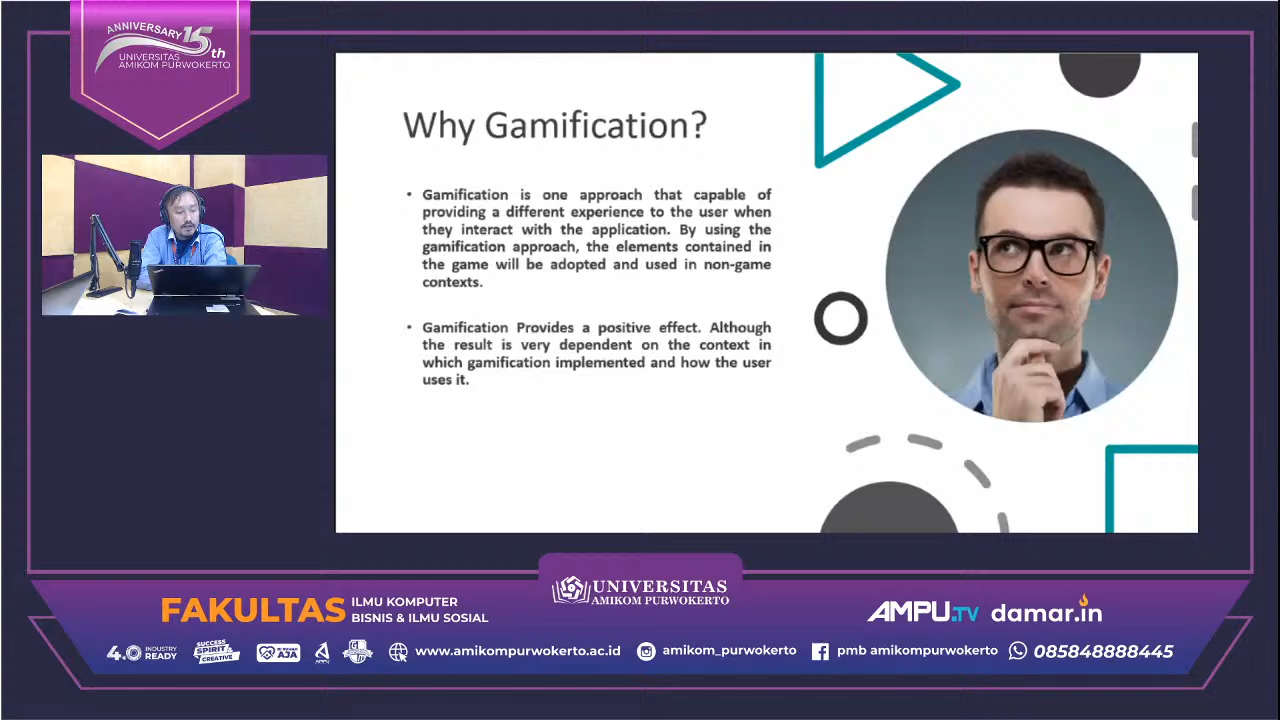 ANNIVERSARY 15th
UNIVERSITAS
AMIKOM PURWOKERTO
Why Gamification?
• Gamification is one approach that capable of
providing a different experience to the user when
they interact with the application. By using the
gamification approach, the elements contained in
the game will be adopted and used in non-game
contexts.
• Gamification Provides a positive effect. Although
the result is very dependent on the context in
which gamification implemented and how the user
uses it.
UNIVERSITAS
AMIKOM PURWOKERTO
FAKULTAS
ILMU KOMPUTER
BISNIS & ILMU SOSIAL
AMPU.TV
damar.in
4.0 INDUSTRY
READY
SUCCESS
SPIRIT
CREATIVE
AJA
www.amikompurwokerto.ac.id
amikom_purwokerto
pmb amikompurwokerto
085848888445